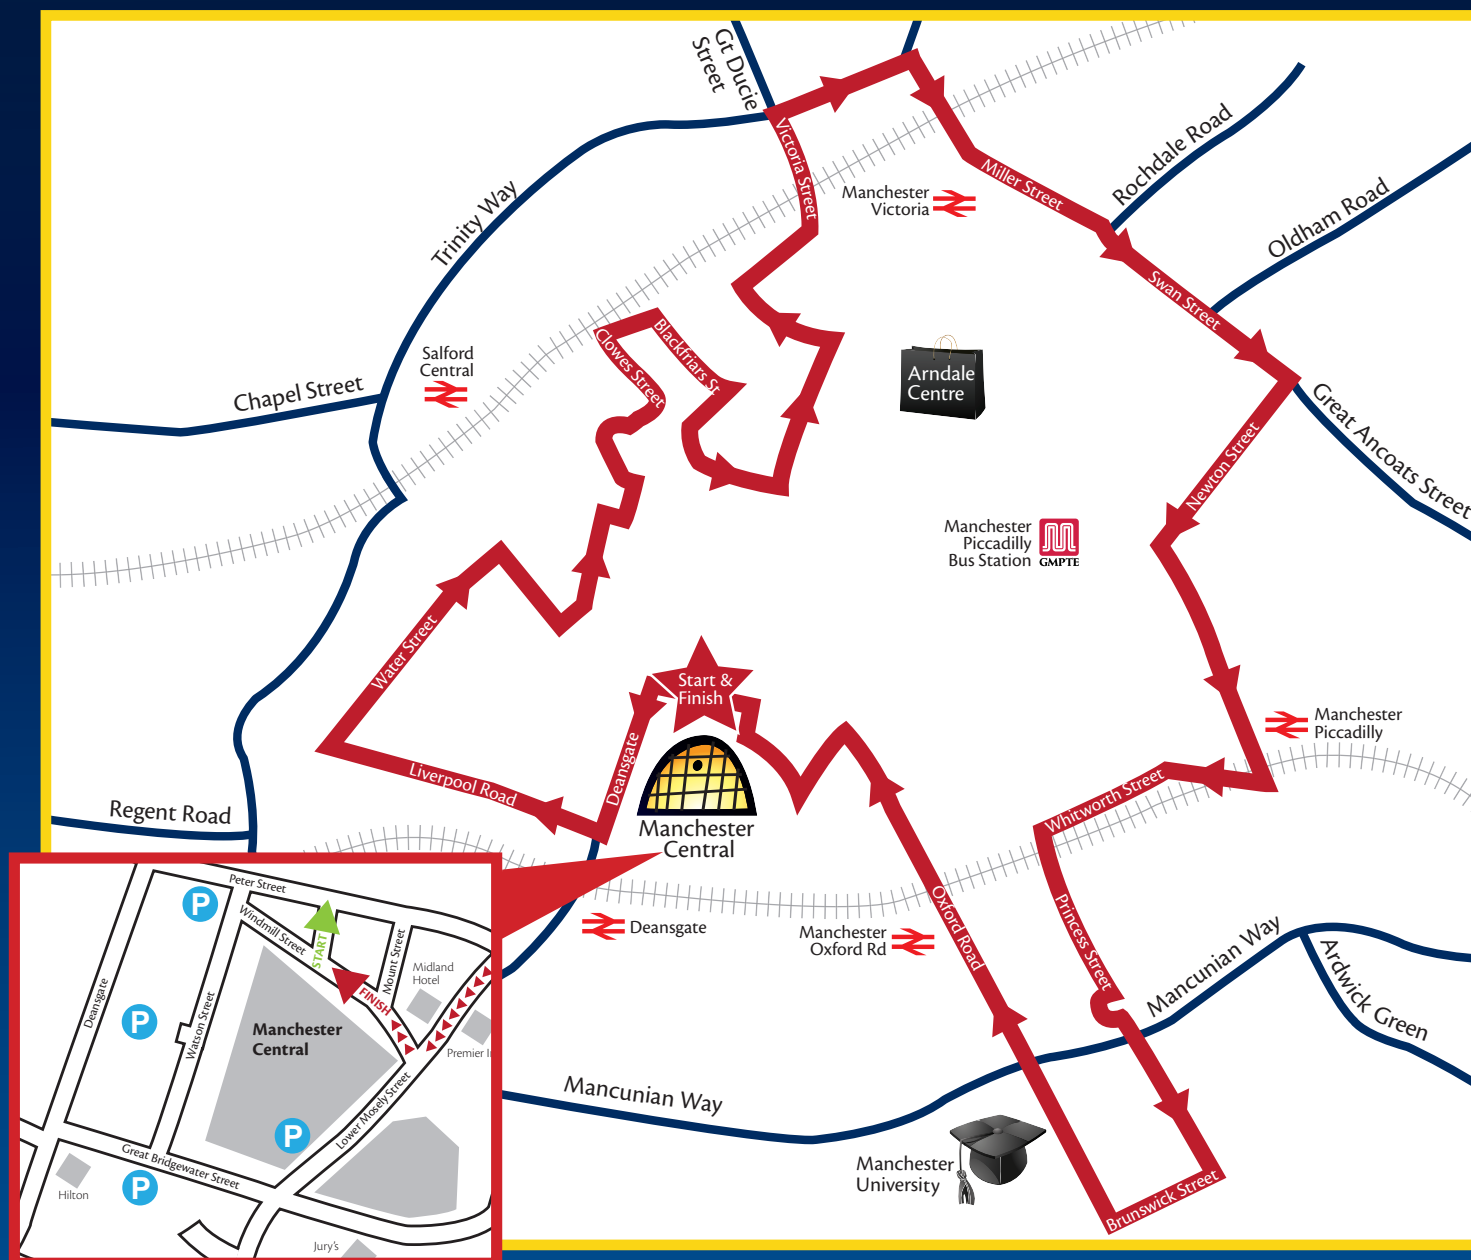 Gt Ducie
Street
Trinity Way
Victoria Street
Manchester
Victoria
Miller Street
Rochdale Road
Oldham Road
Swan Street
Salford
Central
Chapel Street
Clowes Street
Blackfriars St
Arndale
Centre
Great Ancoats Street
Newton Street
Manchester
Piccadilly
Bus Station
GMPTE
Water Street
Start &
Finish
Deansgate
Liverpool Road
Manchester
Piccadilly
Whitworth Street
Regent Road
Manchester
Central
Oxford Road
Princess Street
Deansgate
Manchester
Oxford Rd
Mancunian Way
Ardwick Green
Mancunian Way
Manchester
University
Brunswick Street
Peter Street
P
Windmill Street
START
Mount Street
Midland
Hotel
FINISH
Deansgate
P
Watson Street
Manchester
Central
Premier I
Lower Mosely Street
P
Great Bridgewater Street
P
Hilton
Jury's